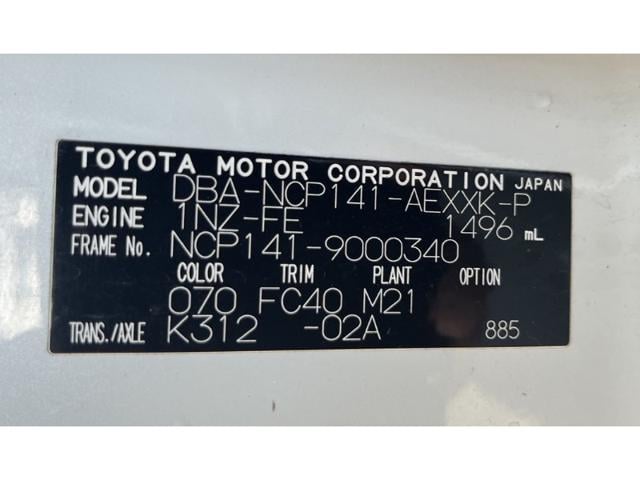 TOYOTA MOTOR CORPORATION JAPAN
MODEL DBA-NCP141-AEXXK-P
ENGINE 1NZ-FE 1496 mL
FRAME No. NCP141-9000340
COLOR TRIM PLANT OPTION
070 FC40 M21
TRANS./AXLE K312 -02A 885